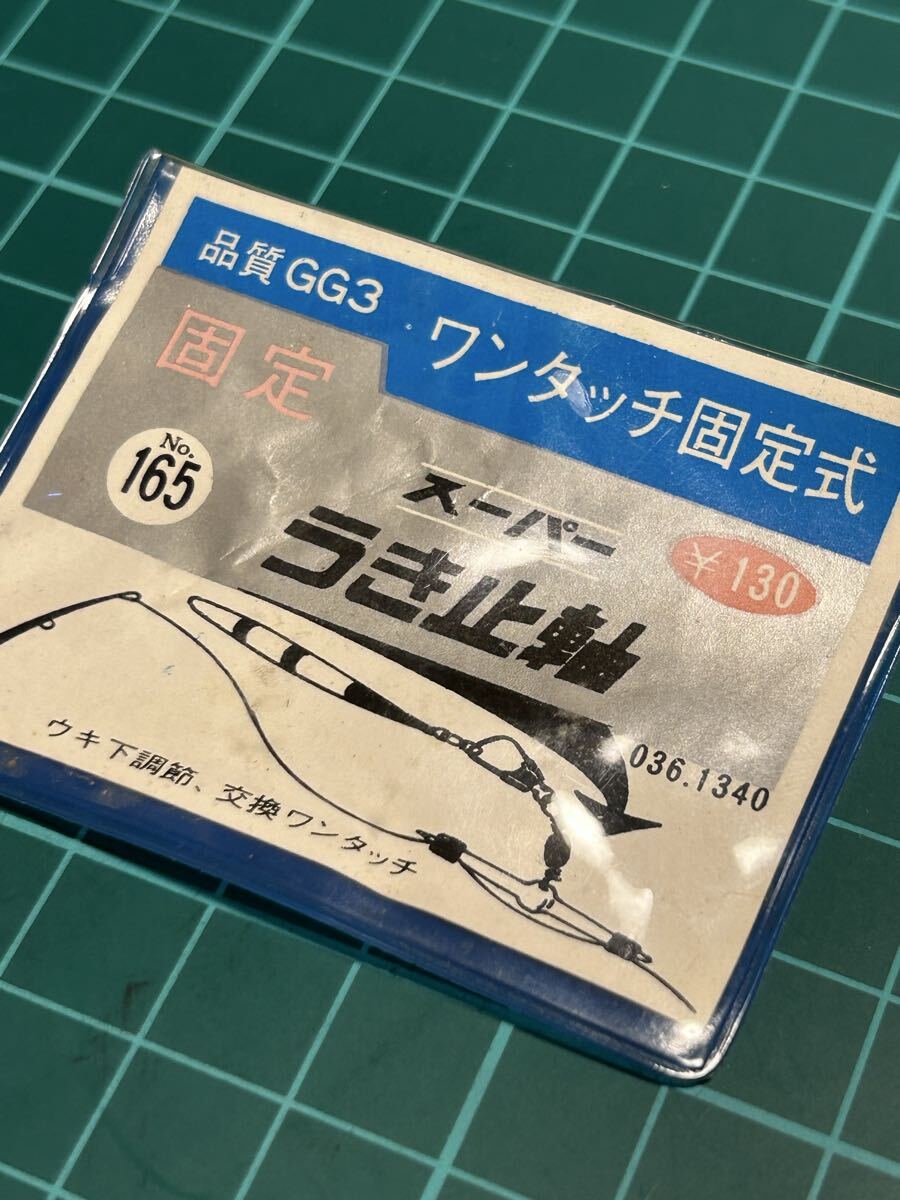 品質GG3
ワンタッチ固定式
固定
No.
165
スーパー
うき止軸
¥130
036.1340
ウキ下調節、交換ワンタッチ